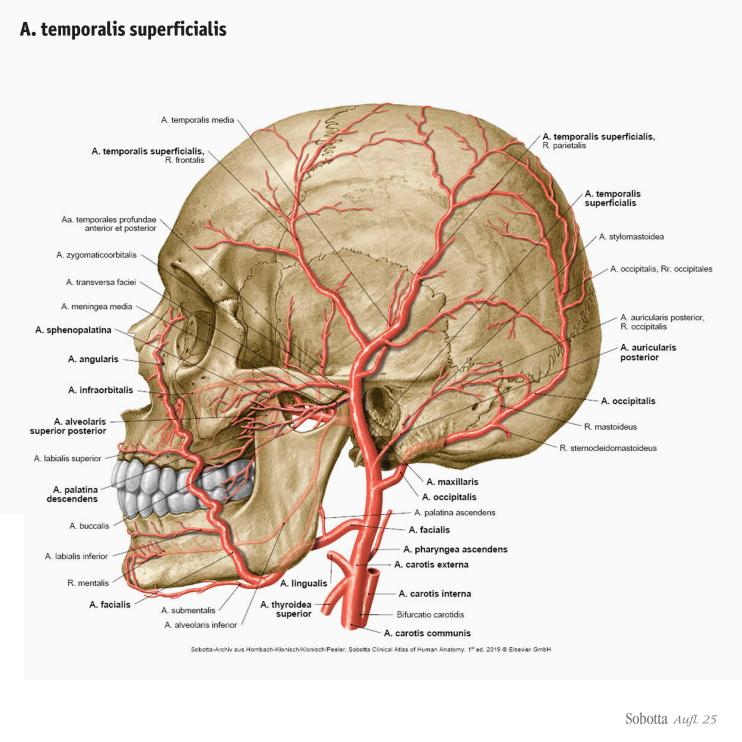 A. temporalis superficialis
A. temporalis media
A. temporalis superficialis,
R. frontalis
Aa. temporales profundae
anterior et posterior
A. zygomaticoorbitalis
A. transversa faciei
A. meningea media
A. sphenopalatina
A. angularis
A. infraorbitalis
A. alveolaris
superior posterior
A. labialis superior
A. palatina
descendens
A. buccalis
A. labialis inferior
R. mentalis
A. facialis
A. submentalis
A. alveolaris inferior
A. lingualis
A. thyroidea
superior
A. temporalis superficialis,
R. parietalis
A. temporalis
superficialis
A. stylomastoidea
A. occipitalis, Rr. occipitales
A. auricularis posterior,
R. occipitalis
A. auricularis
posterior
A. occipitalis
R. mastoideus
R. sternocleidomastoideus
A. maxillaris
A. occipitalis
A. palatina ascendens
A. facialis
A. pharyngea ascendens
A. carotis externa
A. carotis interna
Bifurcatio carotidis
A. carotis communis
Sobotta-Archiv aus Hombach-Klonisch/Klonisch/Peeler. Sobotta Clinical Atlas of Human Anatomy. 1st ed. 2019 © Elsevier GmbH
Sobotta Aufl. 25